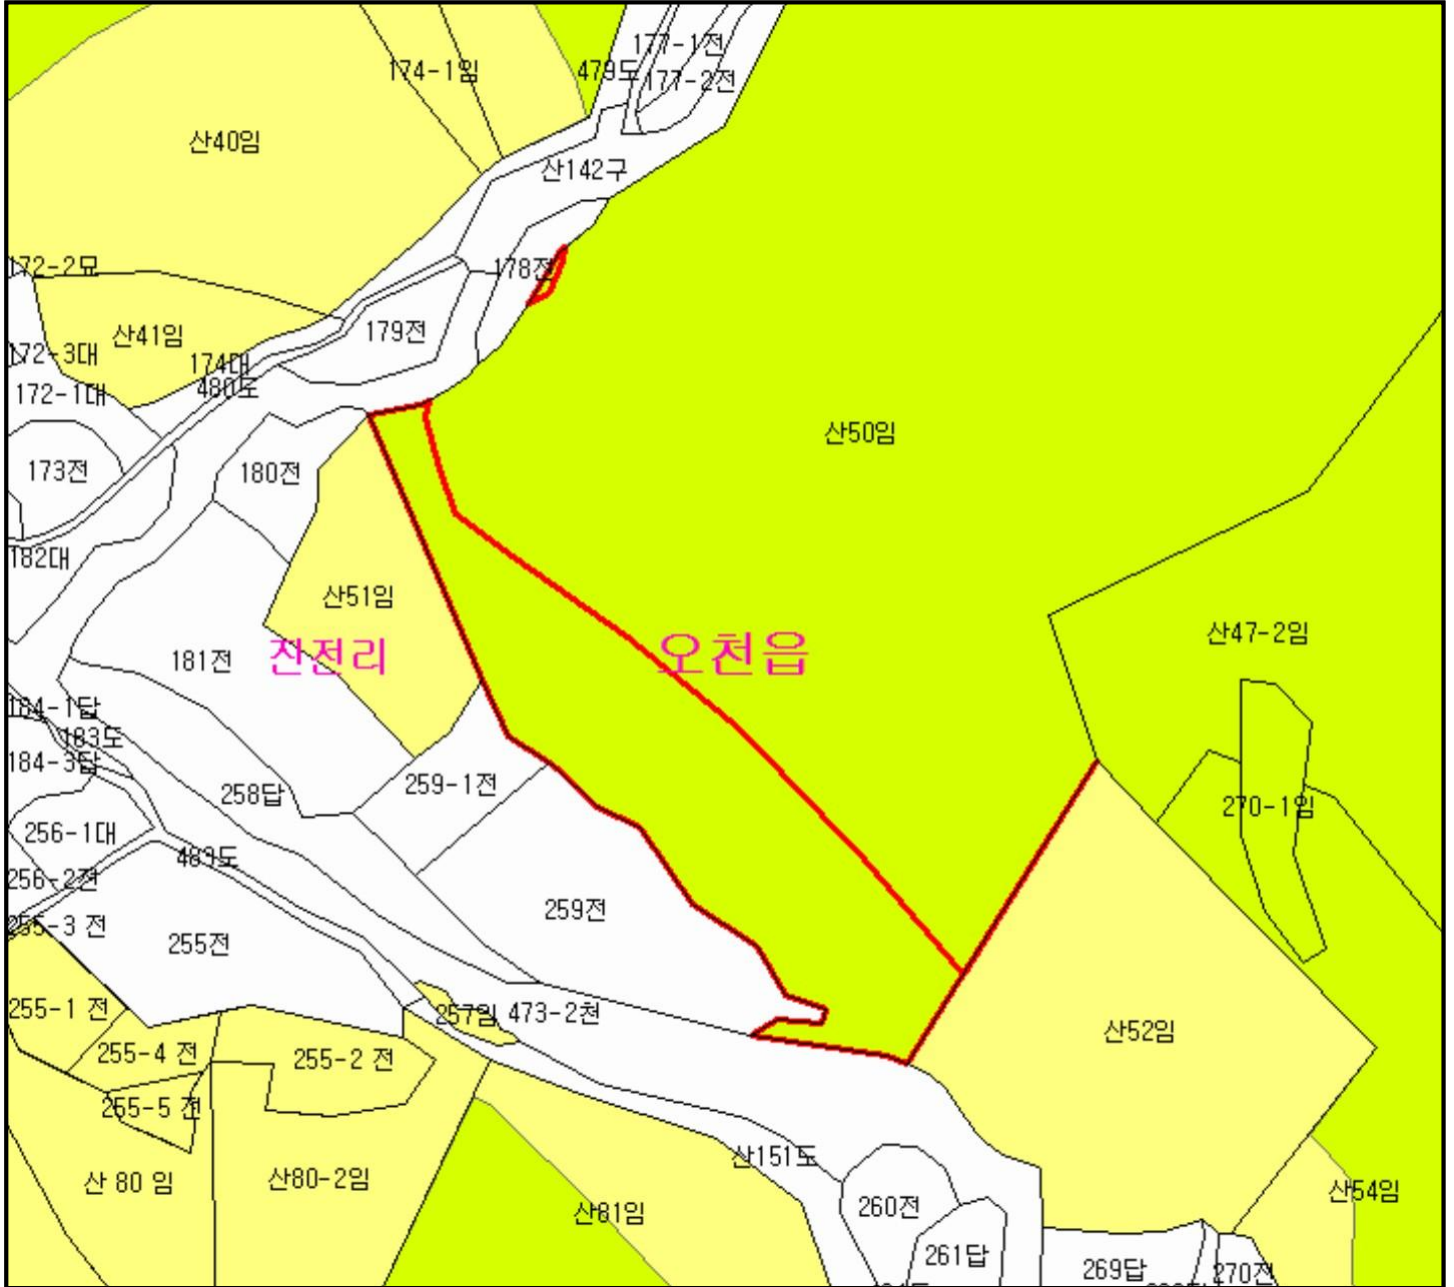 177-1전
174-1임
479도
177-2전
산40임
산142구
172-2묘
178전
산41임
179전
172-3대
174대
172-1대
480도
산50임
173전
180전
182대
산51임
산47-2임
진전리
오천읍
181전
184-1답
183도
184-3답
258답
259-1전
270-1임
256-1대
483도
256-2전
259전
255-3 전
255전
255-1 전
257임
473-2천
산52임
255-4 전
255-2 전
255-5 전
산151도
산 80 임
산80-2임
산54임
260전
산81임
261답
269답
270전